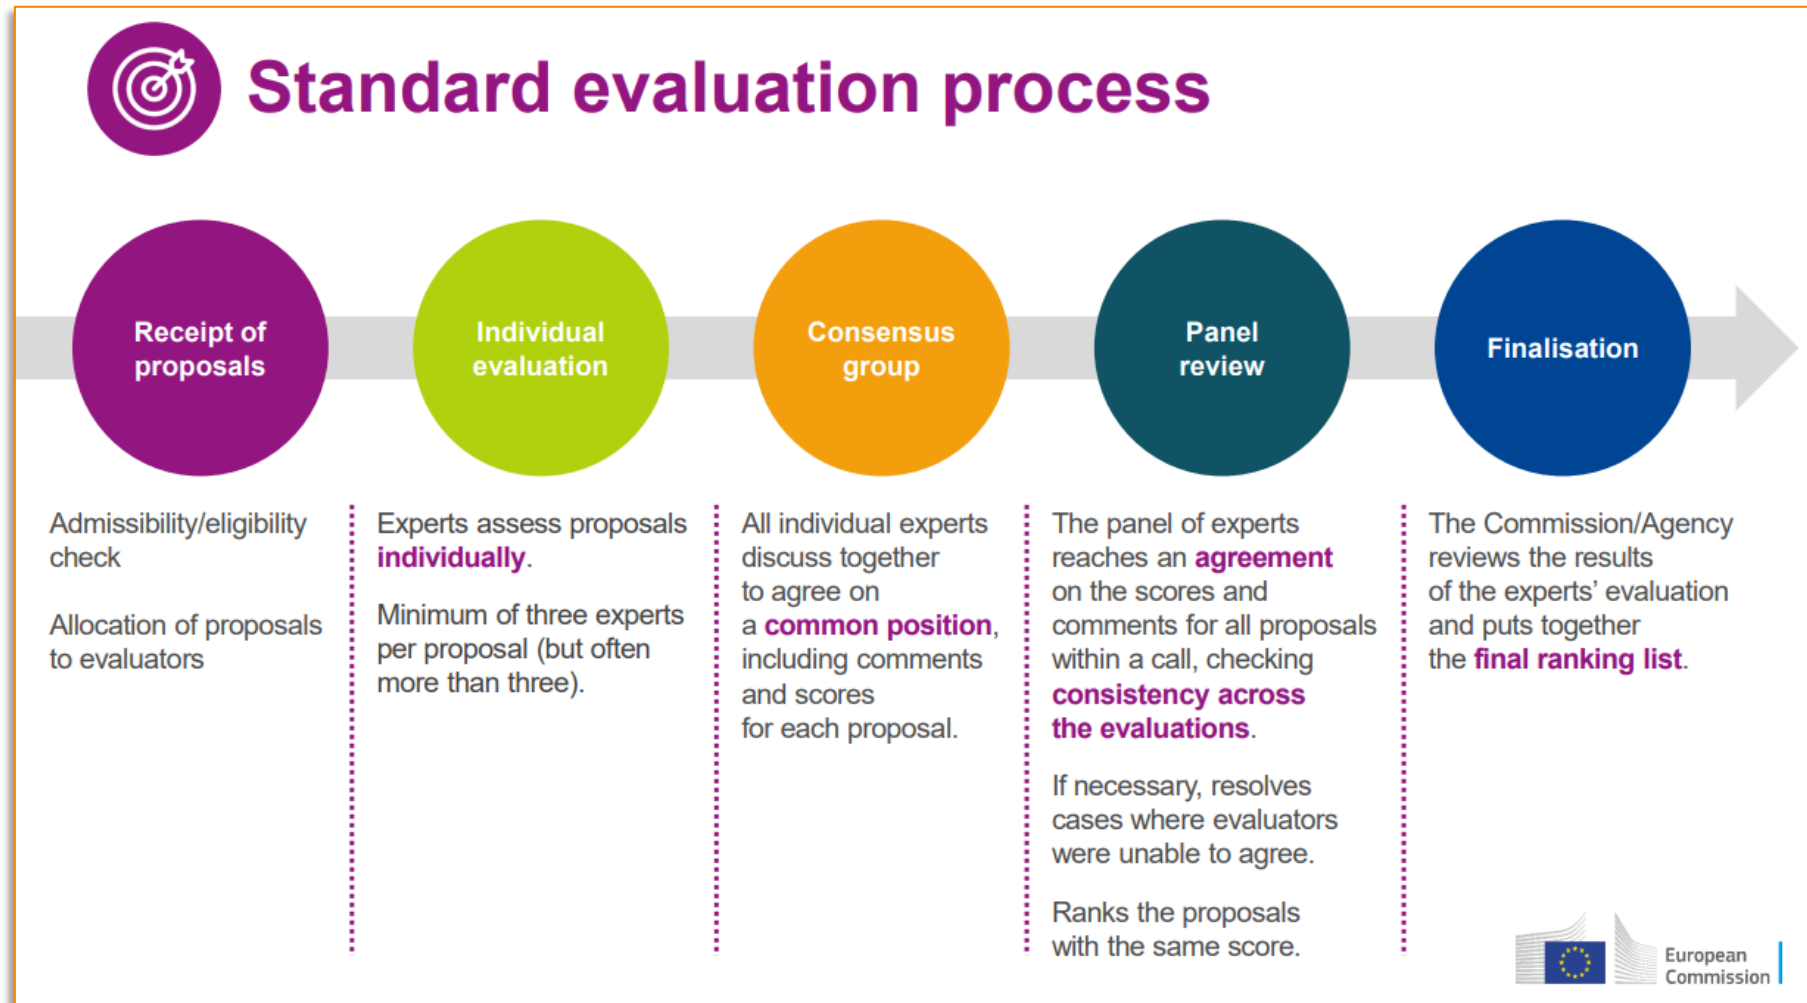 Standard evaluation process
Receipt of
proposals
Individual
evaluation
Consensus
group
Panel
review
Finalisation
Admissibility/eligibility
check
Allocation of proposals
to evaluators
Experts assess proposals
individually.
Minimum of three experts
per proposal (but often
more than three).
All individual experts
discuss together
to agree on
a common position,
including comments
and scores
for each proposal.
The panel of experts
reaches an agreement
on the scores and
comments for all proposals
within a call, checking
consistency across
the evaluations.
If necessary, resolves
cases where evaluators
were unable to agree.
Ranks the proposals
with the same score.
The Commission/Agency
reviews the results
of the experts’ evaluation
and puts together
the final ranking list.
European
Commission